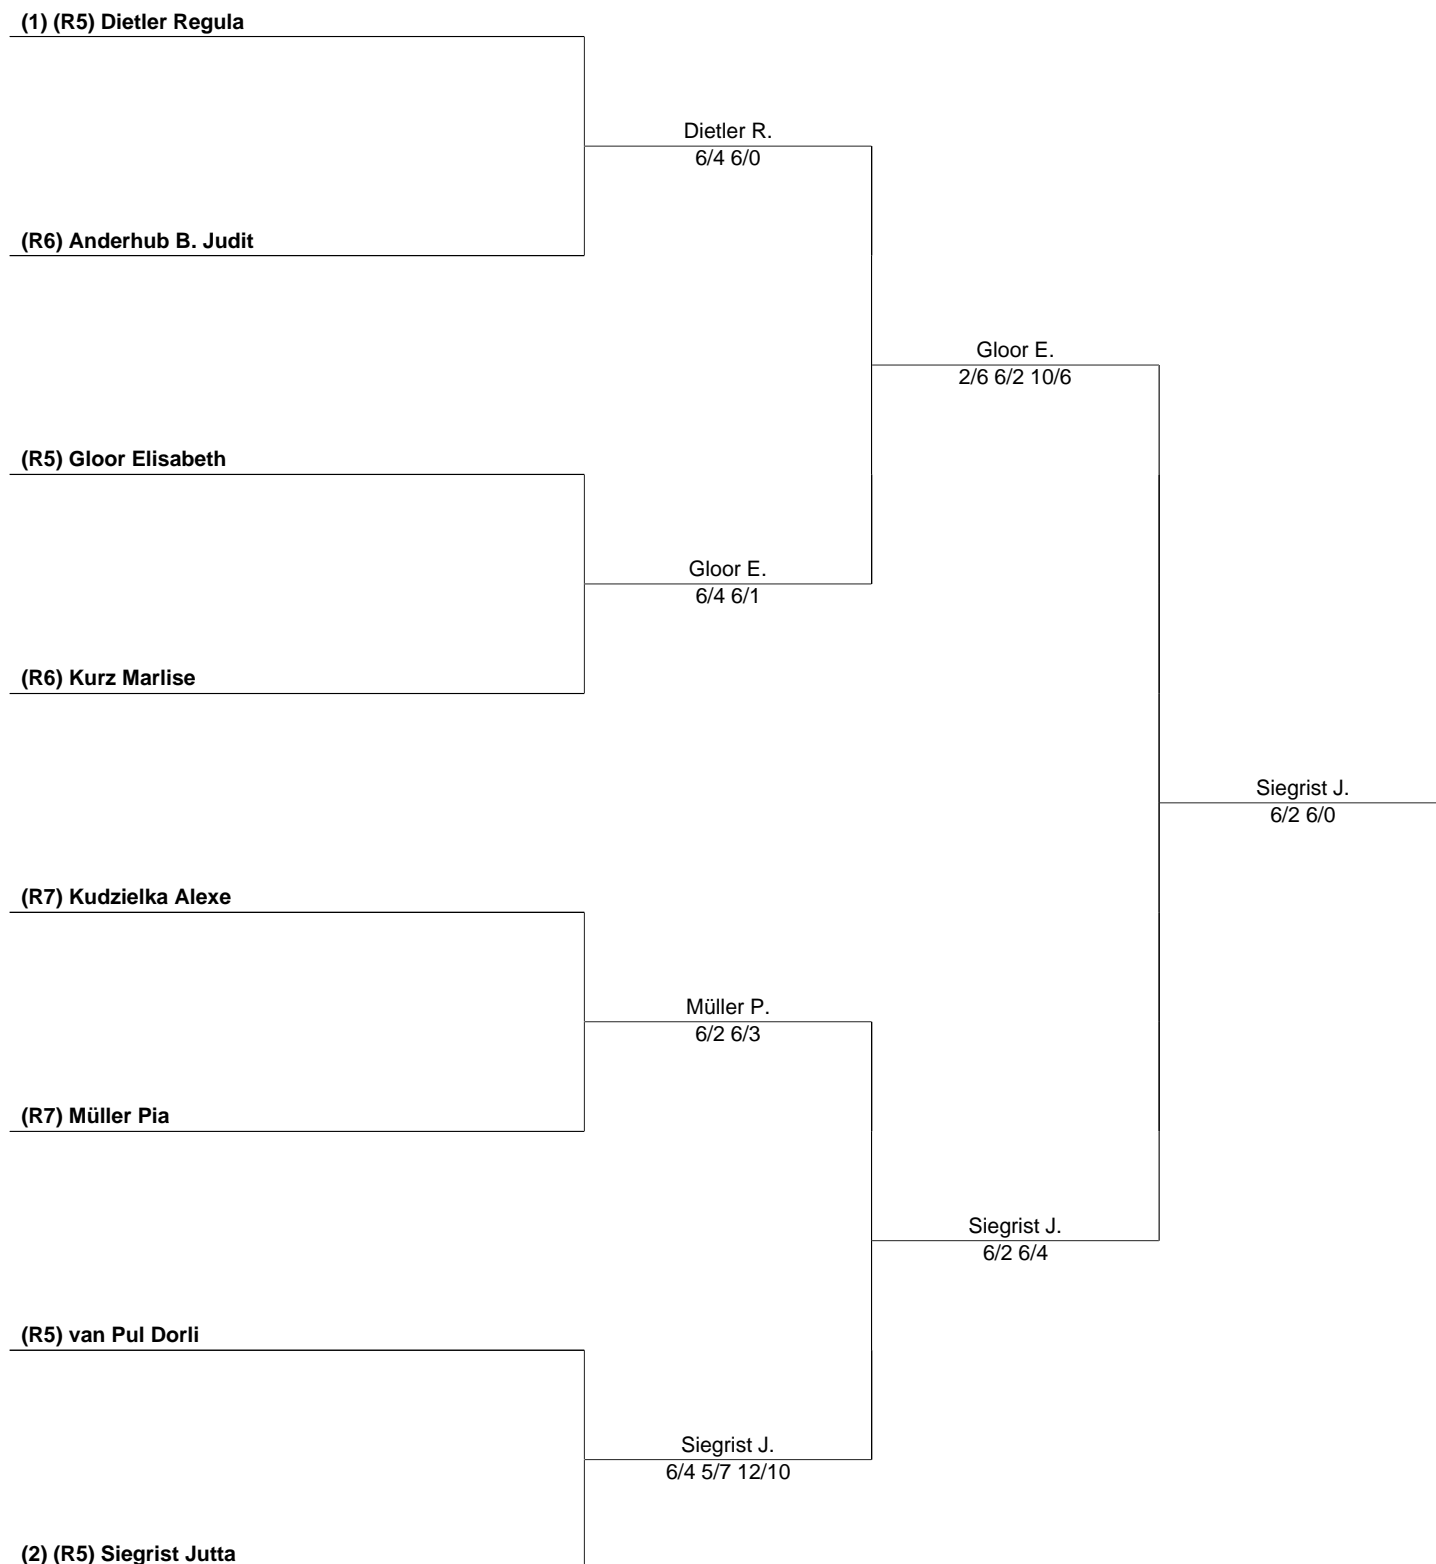 (1) (R5) Dietler Regula
Dietler R.
6/4 6/0
(R6) Anderhub B. Judit
Gloor E.
2/6 6/2 10/6
(R5) Gloor Elisabeth
Gloor E.
6/4 6/1
(R6) Kurz Marlise
Siegrist J.
6/2 6/0
(R7) Kudzielka Alexe
Müller P.
6/2 6/3
(R7) Müller Pia
Siegrist J.
6/2 6/4
(R5) van Pul Dorli
Siegrist J.
6/4 5/7 12/10
(2) (R5) Siegrist Jutta